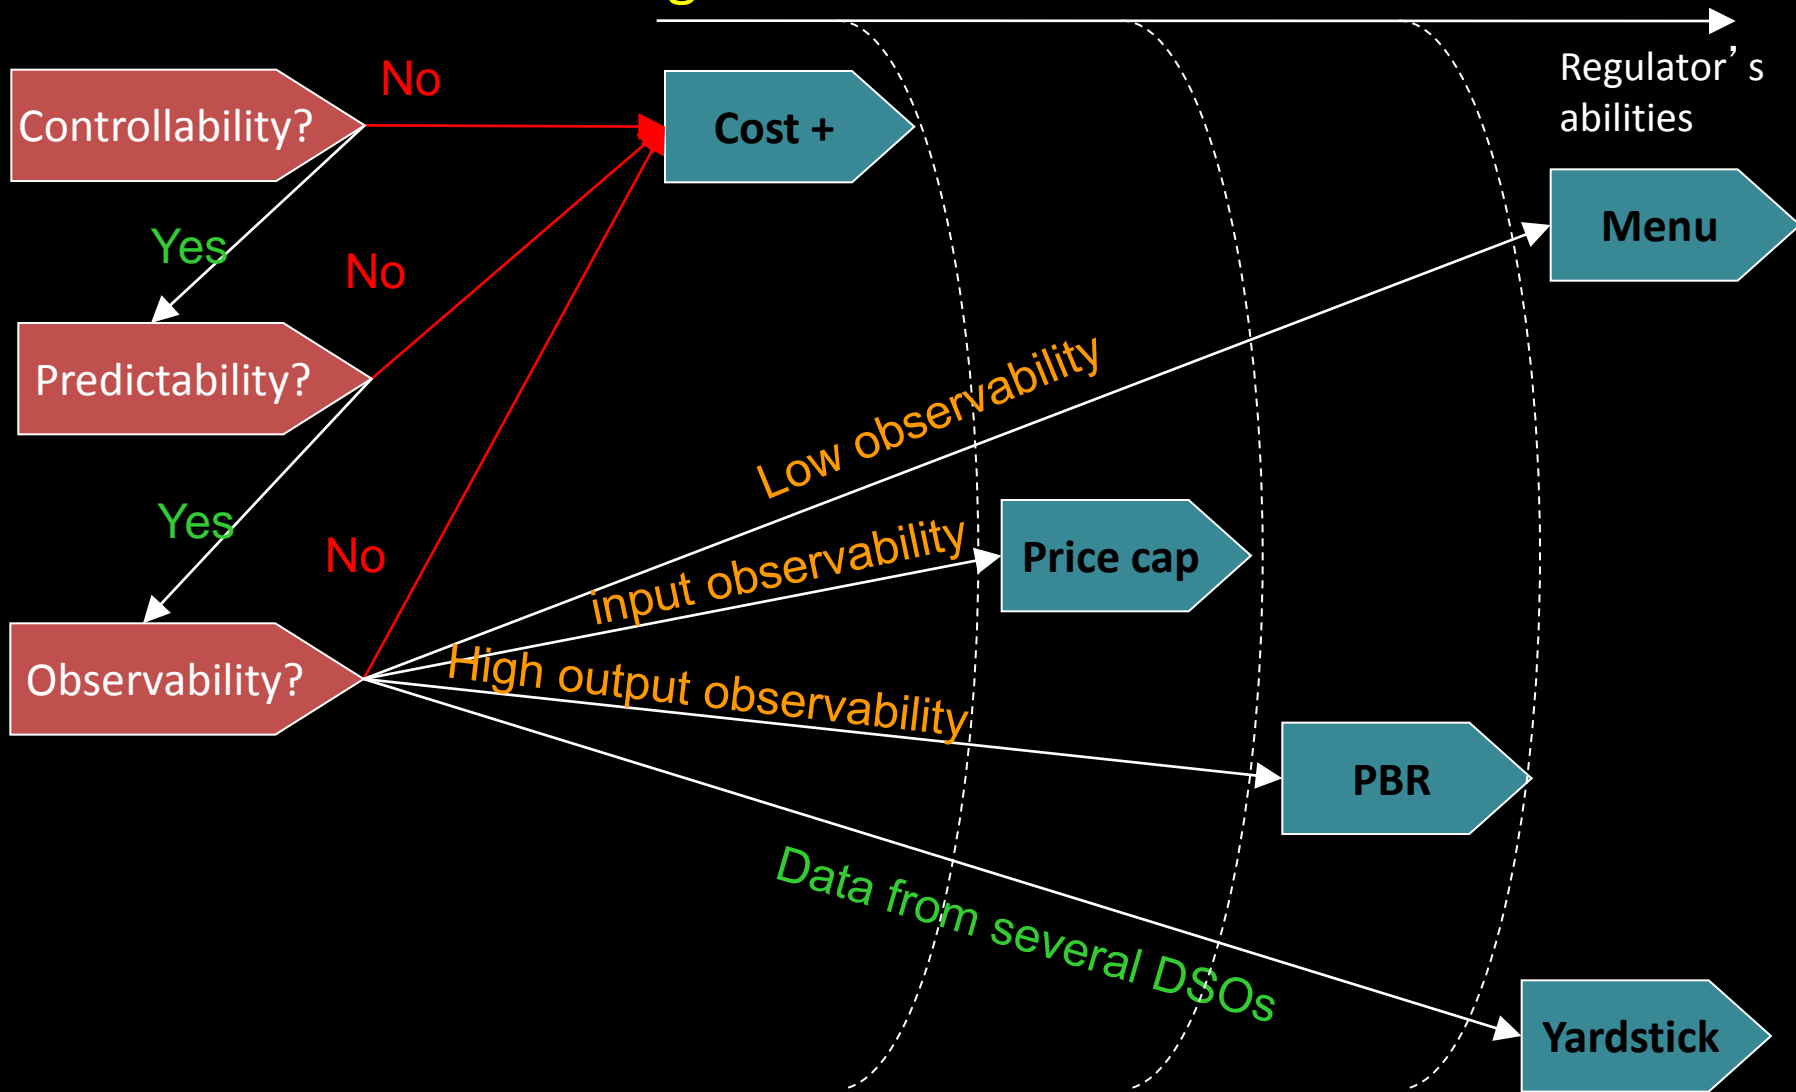 Regulator’s
abilities
No
Controllability?
Cost +
Menu
Yes
No
Predictability?
Low observability
Yes
No
input observability
Price cap
Observability?
High output observability
PBR
Data from several DSOs
Yardstick